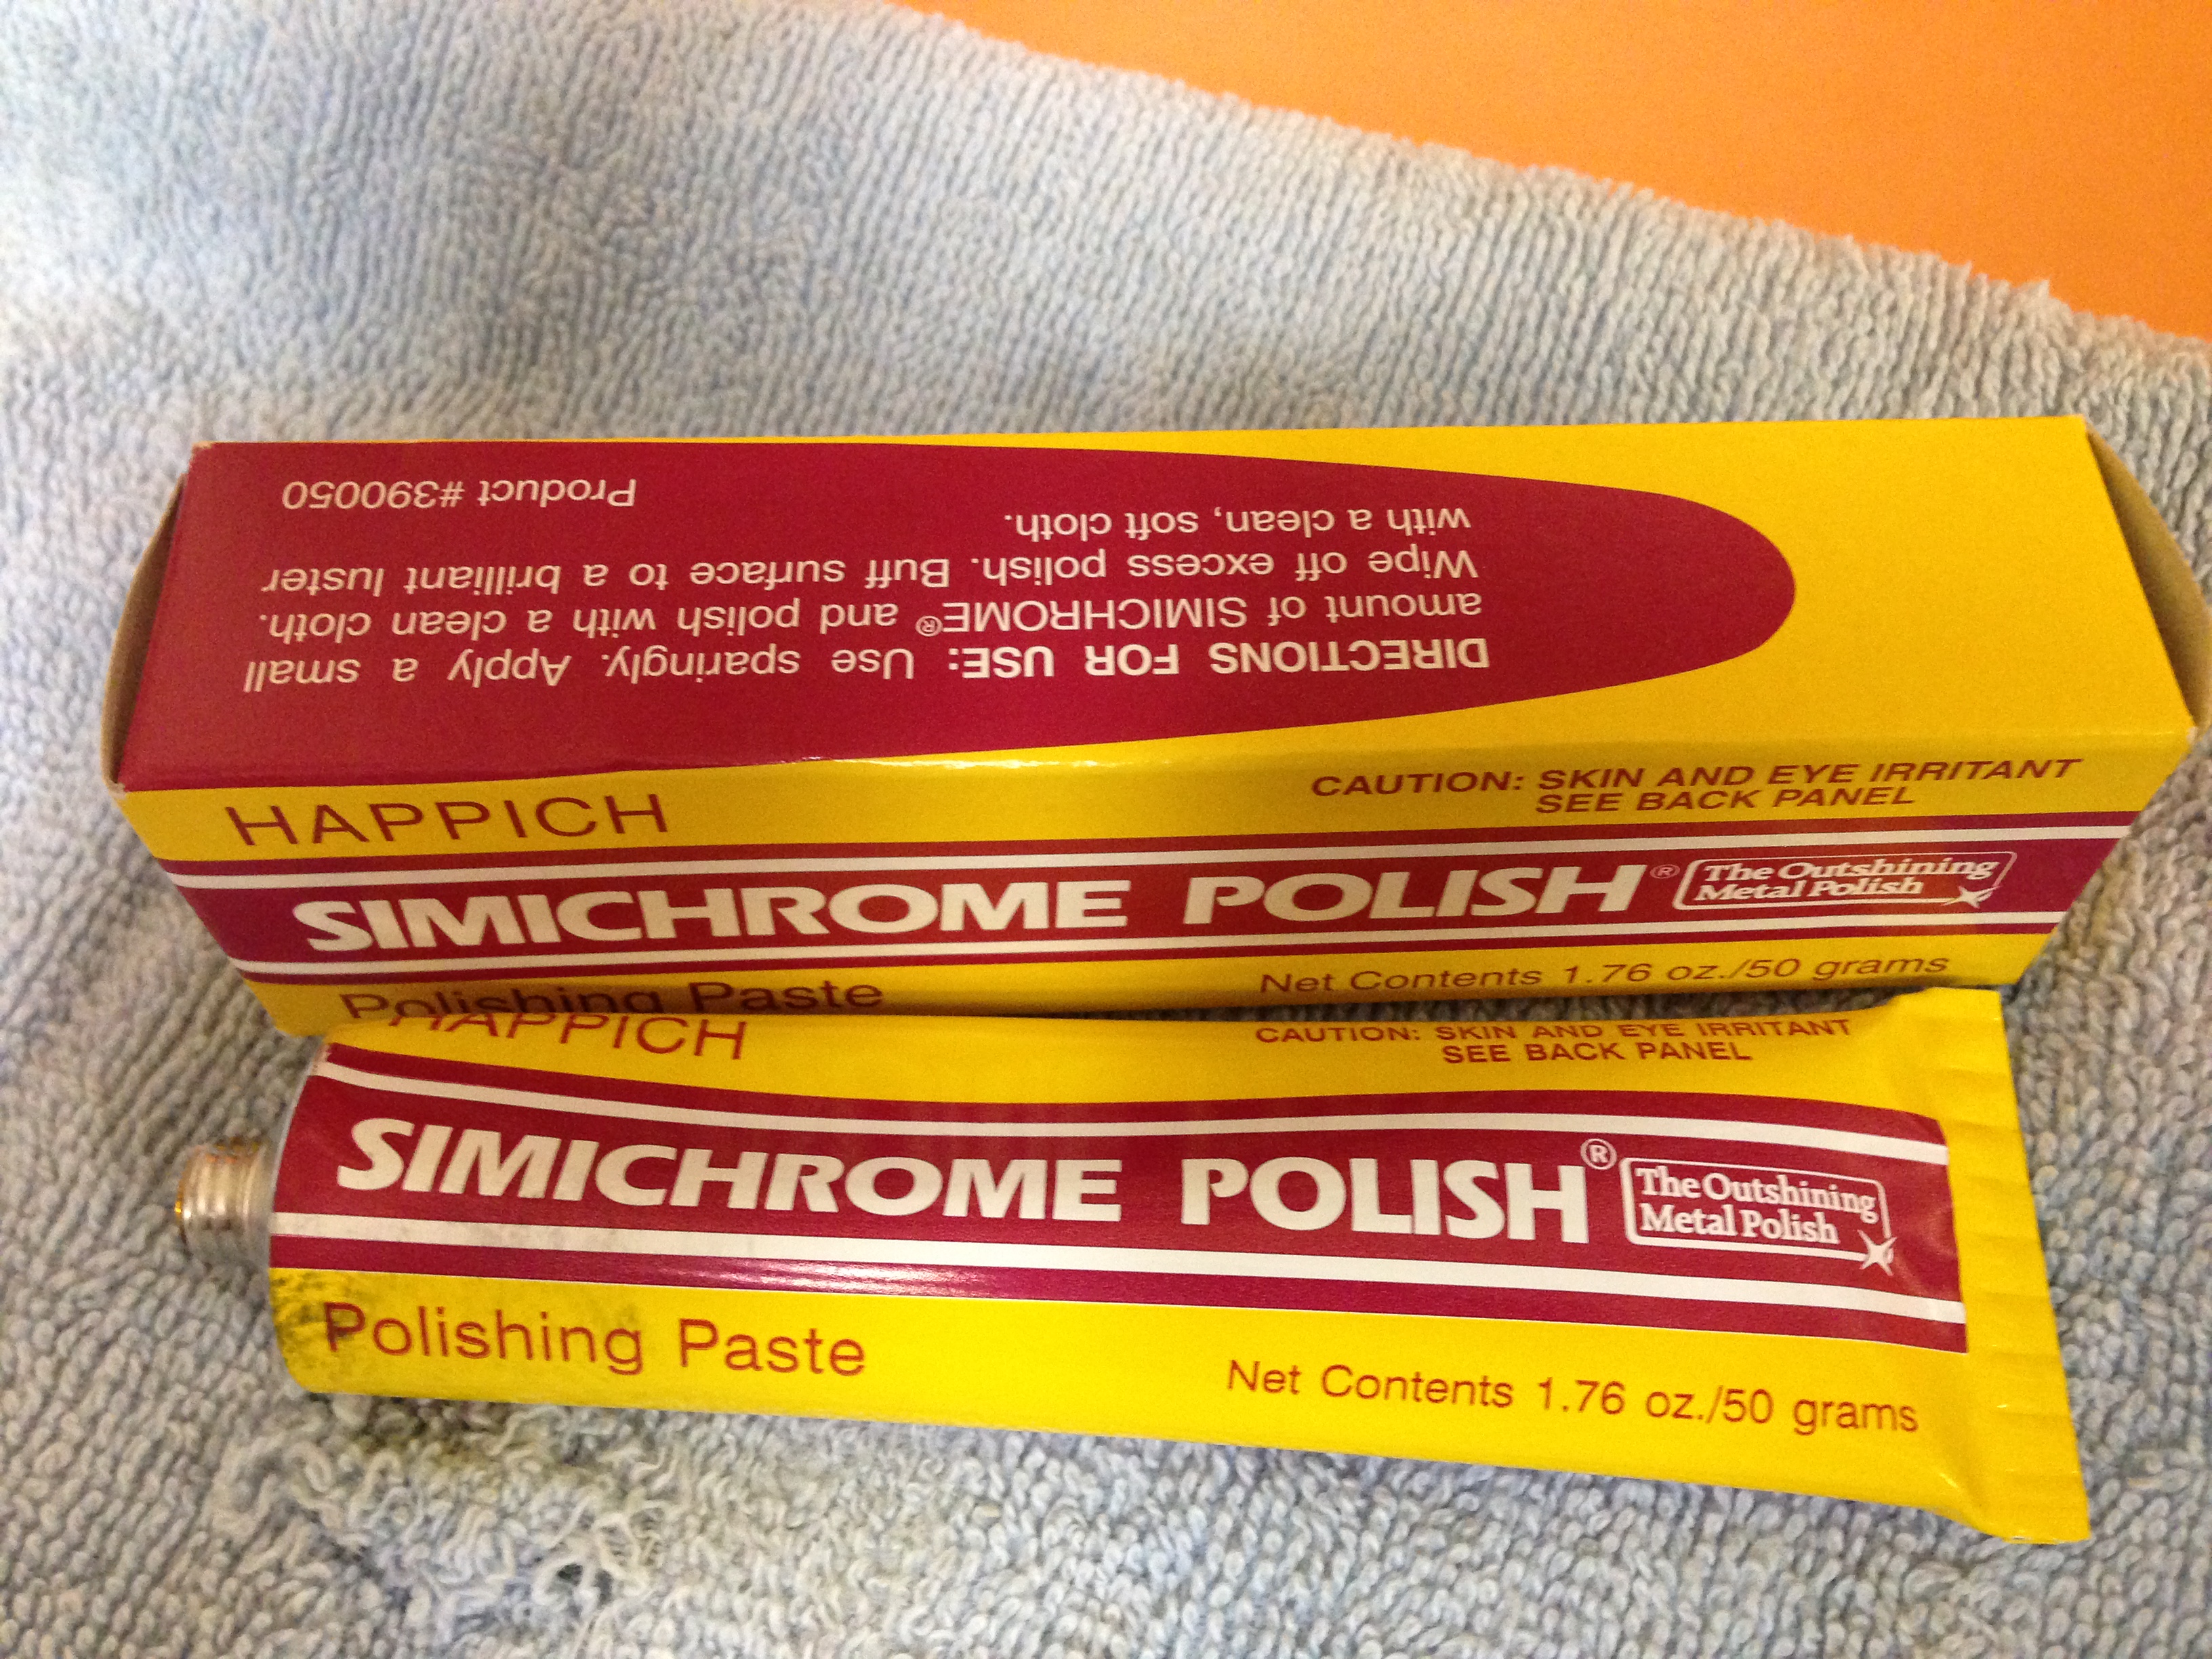 DIRECTIONS FOR USE: Use sparingly. Apply a small
amount of SIMICHROME® and polish with a clean cloth.
Wipe off excess polish. Buff surface to a brilliant luster
with a clean, soft cloth.
Product #390050
HAPPICH
CAUTION: SKIN AND EYE IRRITANT
SEE BACK PANEL
SIMICHROME POLISH®
The Outshining
Metal Polish
Polishing Paste
Net Contents 1.76 oz./50 grams
HAPPICH
CAUTION: SKIN AND EYE IRRITANT
SEE BACK PANEL
SIMICHROME POLISH®
The Outshining
Metal Polish
Polishing Paste
Net Contents 1.76 oz./50 grams